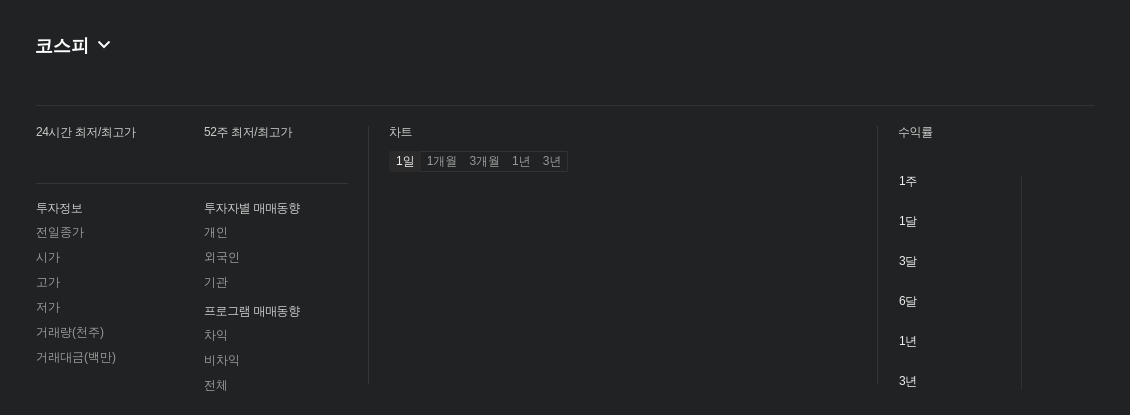 코스피
24시간 최저/최고가
52주 최저/최고가
투자정보
전일종가
시가
고가
저가
거래량(천주)
거래대금(백만)
투자자별 매매동향
개인
외국인
기관
프로그램 매매동향
차익
비차익
전체
차트
1일 1개월 3개월 1년 3년
수익률
1주
1달
3달
6달
1년
3년